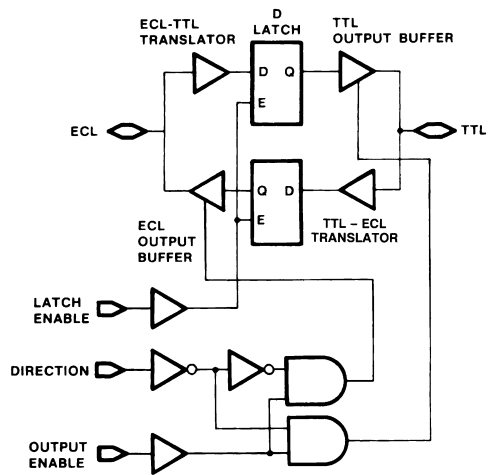 ECL-TTL
TRANSLATOR
D
LATCH
TTL
OUTPUT BUFFER
D Q
E
ECL
TTL
Q D
E
ECL
OUTPUT
BUFFER
TTL – ECL
TRANSLATOR
LATCH
ENABLE
DIRECTION
OUTPUT
ENABLE